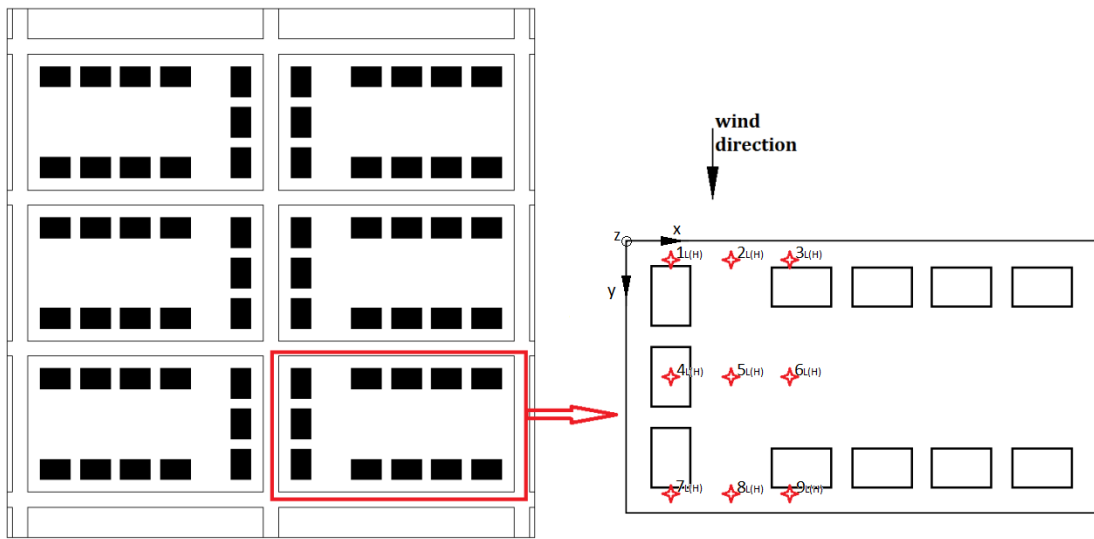 wind
direction
z x
1L(H) 2L(H) 3L(H)
y
4L(H) 5L(H) 6L(H)
7L(H) 8L(H) 9L(H)